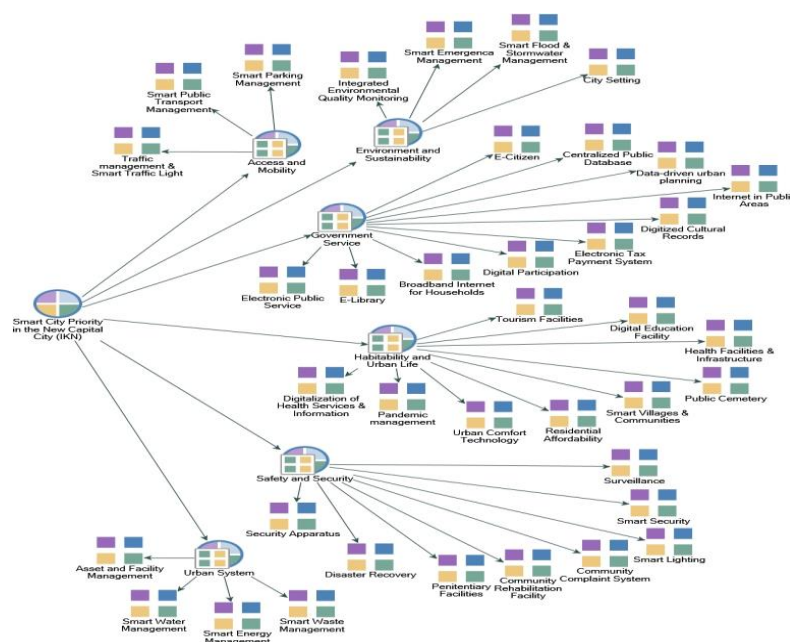 Smart Parking
Management
Smart Public
Transport
Management
Traffic
management &
Smart Traffic Light
Access and
Mobility
Integrated
Environmental
Quality Monitoring
Smart Emergenca
Management
Smart Flood &
Stormwater
Management
City Setting
Environment and
Sustainability
E-Citizen
Centralized Public
Database
Data-driven urban
planning
Internet in Public
Areas
Digitized Cultural
Records
Electronic Tax
Payment System
Digital Participation
Broadband Internet
for Households
E-Library
Electronic Public
Service
Government
Service
Smart City Priority
in the New Capital
City (IKN)
Tourism Facilities
Digital Education
Facility
Health Facilities &
Infrastructure
Public Cemetery
Smart Villages &
Communities
Residential
Affordability
Urban Comfort
Technology
Pandemic
management
Digitalization of
Health Services &
Information
Habitability and
Urban Life
Safety and Security
Surveillance
Smart Security
Smart Lighting
Community
Complaint System
Community
Rehabilitation
Facility
Penitentiary
Facilities
Disaster Recovery
Security Apparatus
Urban System
Asset and Facility
Management
Smart Water
Management
Smart Energy
Management
Smart Waste
Management